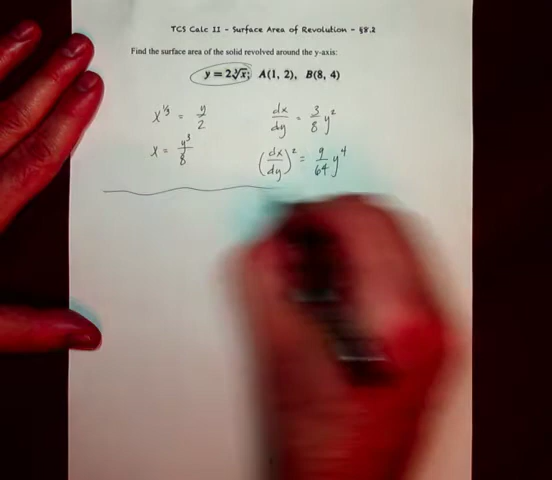 TCS Calc II - Surface Area of Revolution - §8.2
Find the surface area of the solid revolved around the y-axis:
y = 2∛x; A(1, 2), B(8, 4)
x^{1/3} = y/2
dx/dy = 3/8 y²
x = y³/8
(dx/dy)² = 9/64 y⁴